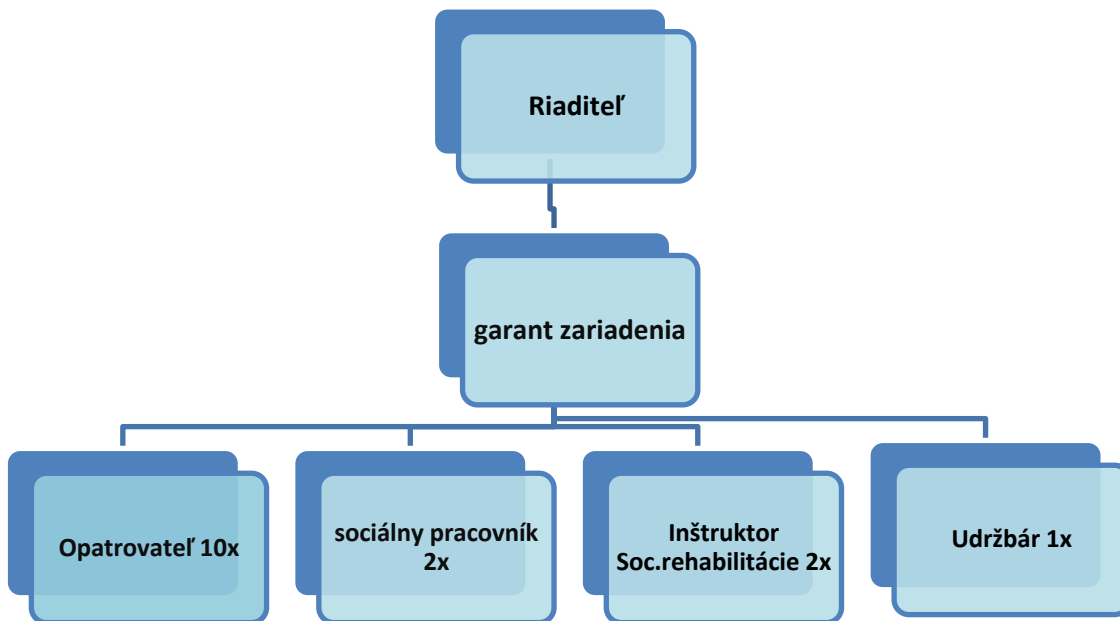 Riaditeľ
garant zariadenia
Opatrovateľ 10x
sociálny pracovník
2x
Inštruktor
Soc.rehabilitácie 2x
Udržbár 1x